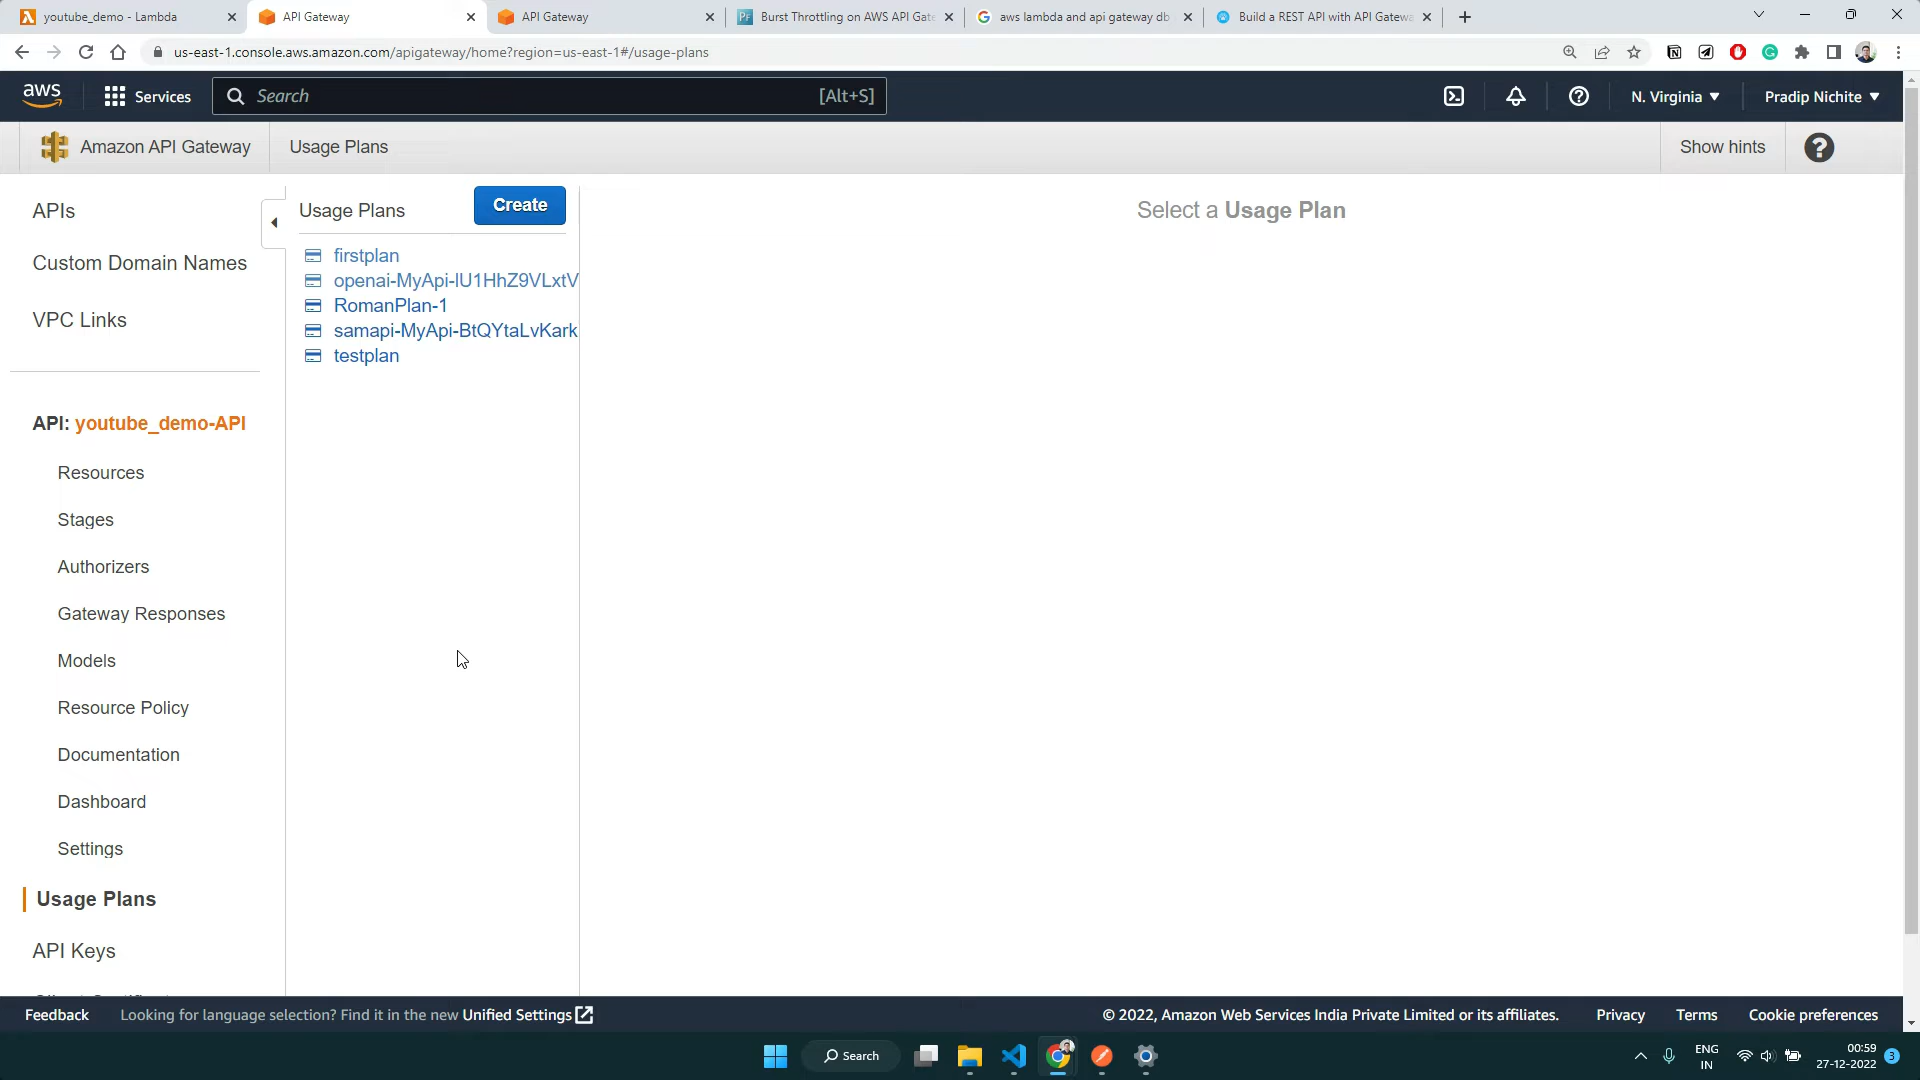 youtube_demo - Lambda
API Gateway
API Gateway
Burst Throttling on AWS API Gate
aws lambda and api gateway db
Build a REST API with API Gatewa
us-east-1.console.aws.amazon.com/apigateway/home?region=us-east-1#/usage-plans
aws
Services
Search
[Alt+S]
N. Virginia
Pradip Nichite
Amazon API Gateway
Usage Plans
Show hints
APIs
Custom Domain Names
VPC Links
API: youtube_demo-API
Resources
Stages
Authorizers
Gateway Responses
Models
Resource Policy
Documentation
Dashboard
Settings
Usage Plans
API Keys
Usage Plans
Create
firstplan
openai-MyApi-lU1HhZ9VLxtV
RomanPlan-1
samapi-MyApi-BtQYtaLvKark
testplan
Select a Usage Plan
Feedback
Looking for language selection? Find it in the new Unified Settings
© 2022, Amazon Web Services India Private Limited or its affiliates.
Privacy
Terms
Cookie preferences
Search
ENG
IN
00:59
27-12-2022
3